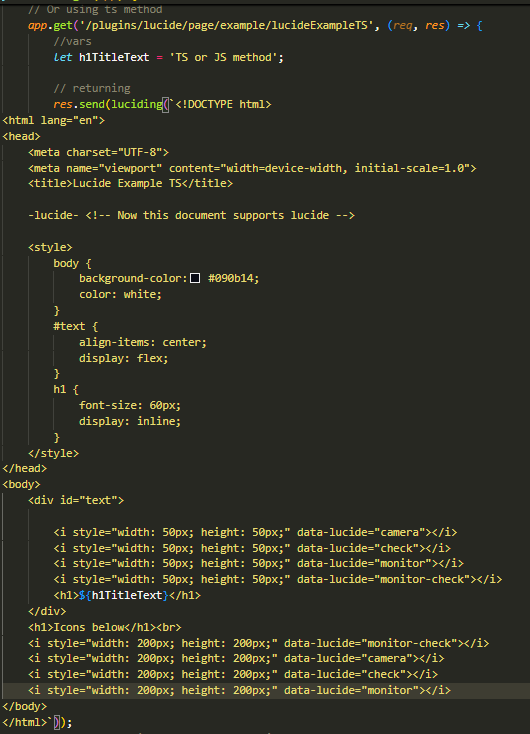 // Or using ts method
app.get('/plugins/lucide/page/example/lucideExampleTS', (req, res) => {
    //vars
    let h1TitleText = 'TS or JS method';

    // returning
    res.send(luciding(`<!DOCTYPE html>
<html lang="en">
<head>
    <meta charset="UTF-8">
    <meta name="viewport" content="width=device-width, initial-scale=1.0">
    <title>Lucide Example TS</title>

    -lucide- <!-- Now this document supports lucide -->

    <style>
        body {
            background-color: #090b14;
            color: white;
        }
        #text {
            align-items: center;
            display: flex;
        }
        h1 {
            font-size: 60px;
            display: inline;
        }
    </style>
</head>
<body>
    <div id="text">

        <i style="width: 50px; height: 50px;" data-lucide="camera"></i>
        <i style="width: 50px; height: 50px;" data-lucide="check"></i>
        <i style="width: 50px; height: 50px;" data-lucide="monitor"></i>
        <i style="width: 50px; height: 50px;" data-lucide="monitor-check"></i>
        <h1>${h1TitleText}</h1>
    </div>
    <h1>Icons below</h1><br>
    <i style="width: 200px; height: 200px;" data-lucide="monitor-check"></i>
    <i style="width: 200px; height: 200px;" data-lucide="camera"></i>
    <i style="width: 200px; height: 200px;" data-lucide="check"></i>
    <i style="width: 200px; height: 200px;" data-lucide="monitor"></i>
</body>
</html>`));